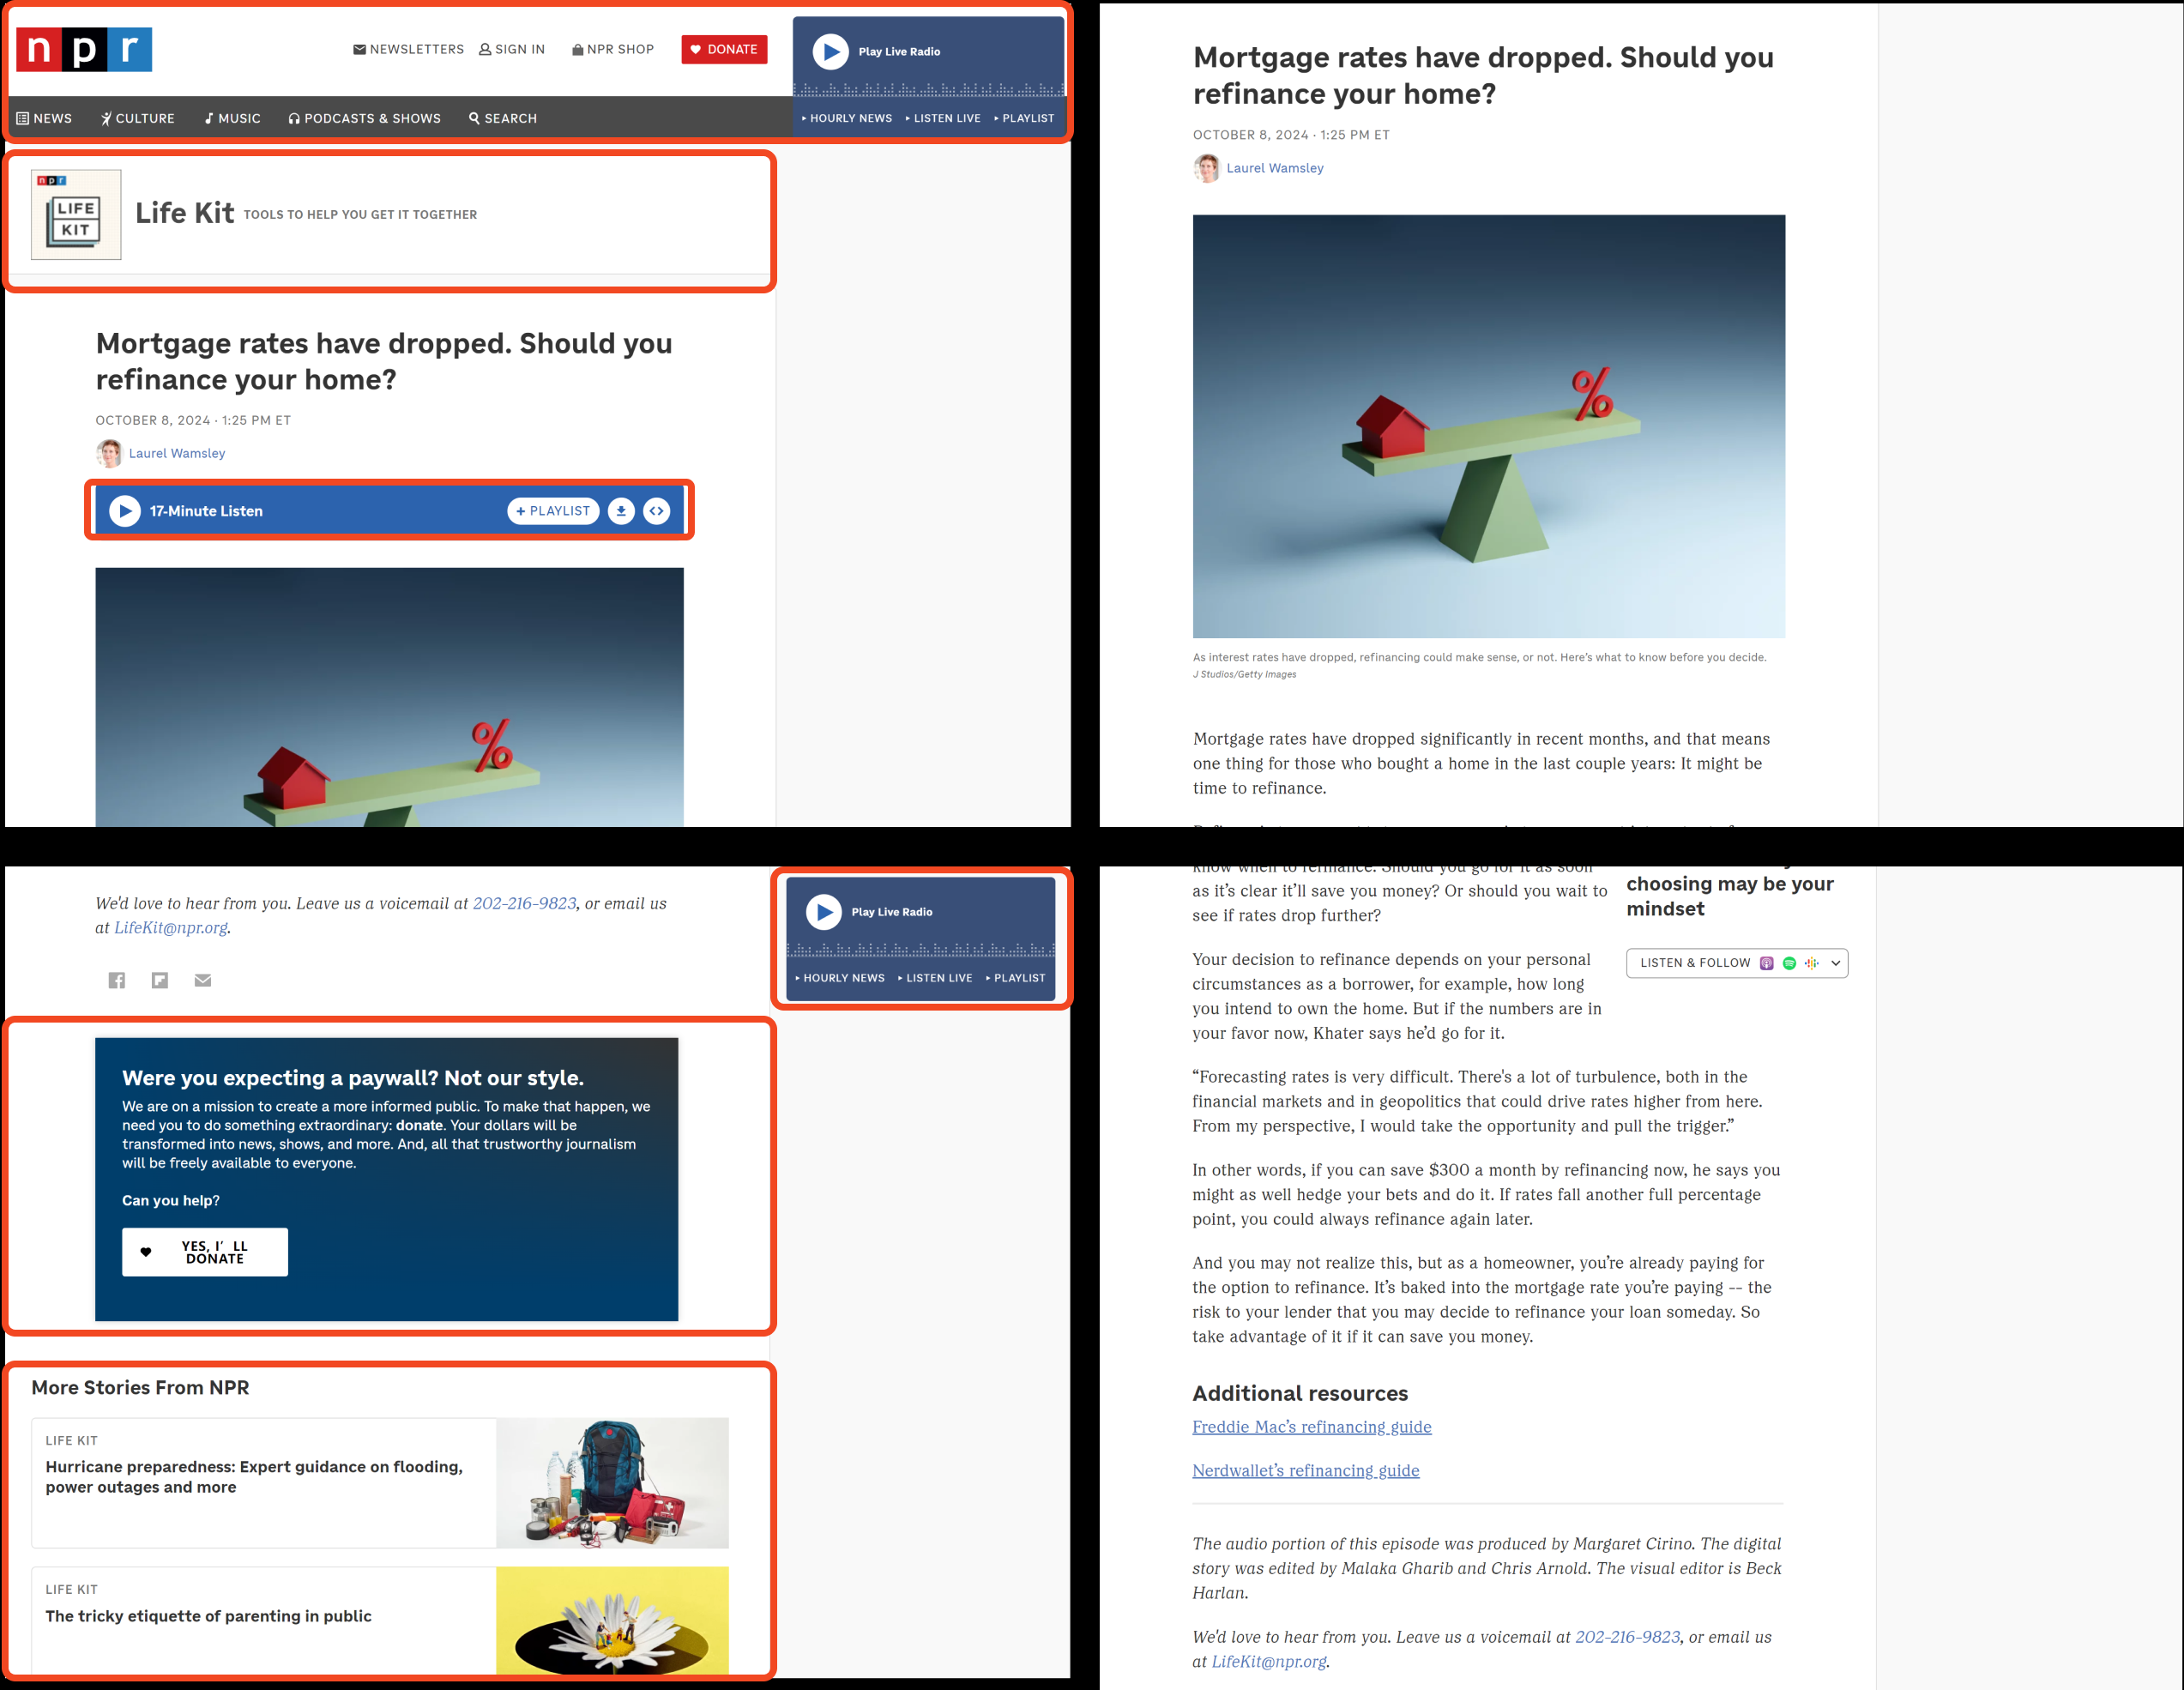 npr
NEWSLETTERS SIGN IN NPR SHOP DONATE
Play Live Radio
NEWS CULTURE MUSIC PODCASTS & SHOWS SEARCH
HOURLY NEWS LISTEN LIVE PLAYLIST
npr
LIFE
KIT
Life Kit TOOLS TO HELP YOU GET IT TOGETHER
Mortgage rates have dropped. Should you
refinance your home?
OCTOBER 8, 2024 · 1:25 PM ET
Laurel Wamsley
17-Minute Listen
+ PLAYLIST
%
Mortgage rates have dropped. Should you
refinance your home?
OCTOBER 8, 2024 · 1:25 PM ET
Laurel Wamsley
%
As interest rates have dropped, refinancing could make sense, or not. Here's what to know before you decide.
J Studios/Getty Images
Mortgage rates have dropped significantly in recent months, and that means
one thing for those who bought a home in the last couple years: It might be
time to refinance.
We'd love to hear from you. Leave us a voicemail at 202-216-9823, or email us
at LifeKit@npr.org.
Play Live Radio
HOURLY NEWS LISTEN LIVE PLAYLIST
Were you expecting a paywall? Not our style.
We are on a mission to create a more informed public. To make that happen, we
need you to do something extraordinary: donate. Your dollars will be
transformed into news, shows, and more. And, all that trustworthy journalism
will be freely available to everyone.
Can you help?
YES, I'LL
DONATE
More Stories From NPR
LIFE KIT
Hurricane preparedness: Expert guidance on flooding,
power outages and more
LIFE KIT
The tricky etiquette of parenting in public
know when to refinance. Should you go for it as soon
as it's clear it'll save you money? Or should you wait to
see if rates drop further?
choosing may be your
mindset
LISTEN & FOLLOW
Your decision to refinance depends on your personal
circumstances as a borrower, for example, how long
you intend to own the home. But if the numbers are in
your favor now, Khater says he'd go for it.
“Forecasting rates is very difficult. There's a lot of turbulence, both in the
financial markets and in geopolitics that could drive rates higher from here.
From my perspective, I would take the opportunity and pull the trigger.”
In other words, if you can save $300 a month by refinancing now, he says you
might as well hedge your bets and do it. If rates fall another full percentage
point, you could always refinance again later.
And you may not realize this, but as a homeowner, you're already paying for
the option to refinance. It's baked into the mortgage rate you're paying -- the
risk to your lender that you may decide to refinance your loan someday. So
take advantage of it if it can save you money.
Additional resources
Freddie Mac's refinancing guide
Nerdwallet's refinancing guide
The audio portion of this episode was produced by Margaret Cirino. The digital
story was edited by Malaka Gharib and Chris Arnold. The visual editor is Beck
Harlan.
We'd love to hear from you. Leave us a voicemail at 202-216-9823, or email us
at LifeKit@npr.org.